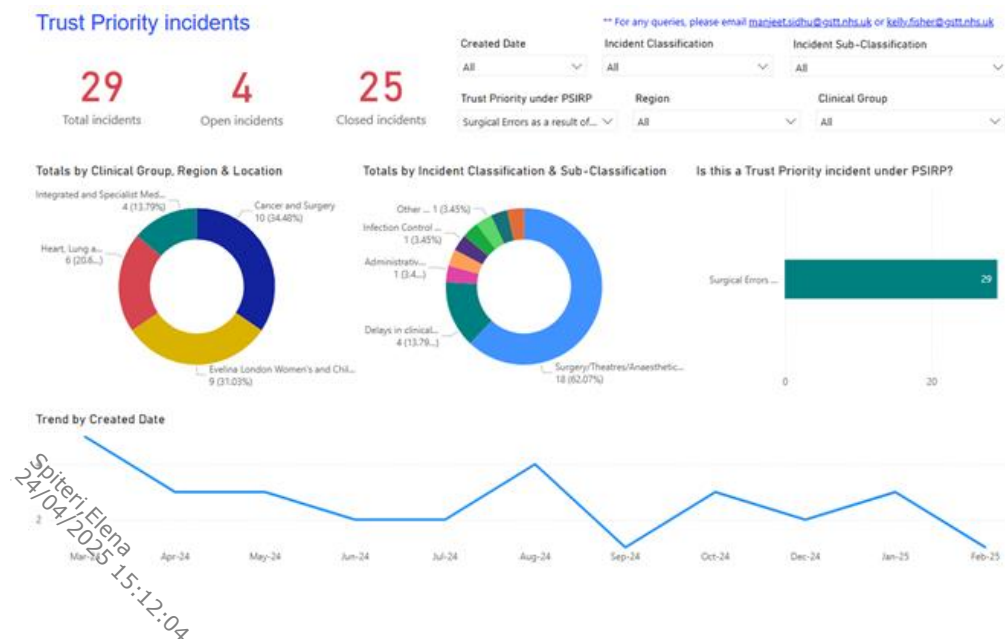 Trust Priority incidents
** For any queries, please email manjeet.sidhu@gstt.nhs.uk or kelly.fisher@gstt.nhs.uk
Created Date
All
Incident Classification
All
Incident Sub-Classification
All
29
Total incidents
4
Open incidents
25
Closed incidents
Trust Priority under PSIRP
Surgical Errors as a result of...
Region
All
Clinical Group
All
Totals by Clinical Group, Region & Location
Integrated and Specialist Med...
4 (13.79%)
Cancer and Surgery
10 (34.48%)
Heart, Lung a...
6 (20.6...)
Evelina London Women's and Chil...
9 (31.03%)
Totals by Incident Classification & Sub-Classification
Other ... 1 (3.45%)
Infection Control ...
1 (3.45%)
Administrativ...
1 (3.4...)
Delays in clinical...
4 (13.79...)
Surgery/Theatres/Anaesthetic...
18 (62.07%)
Is this a Trust Priority incident under PSIRP?
Surgical Errors ...
29
0
20
Trend by Created Date
2
Mar-24
Apr-24
May-24
Jun-24
Jul-24
Aug-24
Sep-24
Oct-24
Dec-24
Jan-25
Feb-25
Spiteri,Elena
24/04/2025 15:12:04